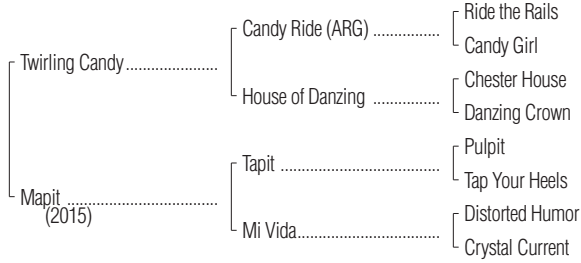 Ride the Rails
Candy Ride (ARG) ................
Candy Girl
Twirling Candy ......................
Chester House
House of Danzing ................
Danzing Crown
Pulpit
Tapit ......................................
Tap Your Heels
Mapit ....................................
(2015)
Distorted Humor
Mi Vida..................................
Crystal Current